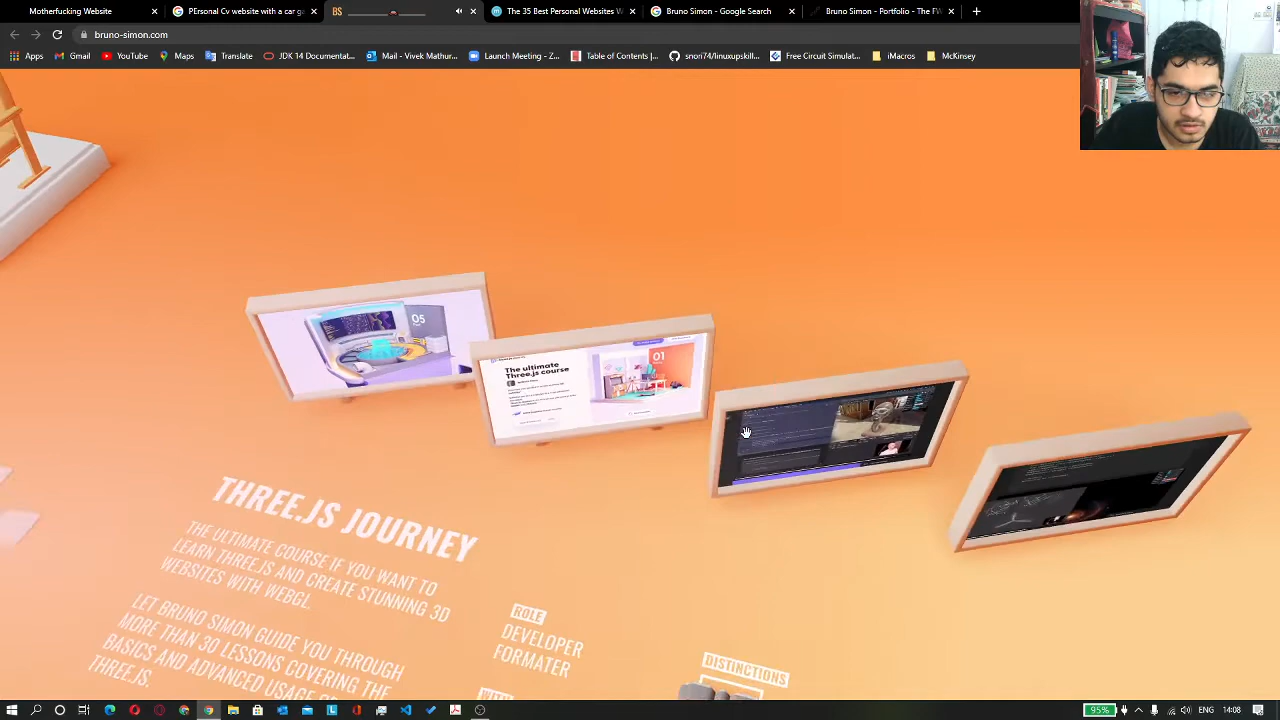 Motherfucking Website
PErsonal Cv website with a car ga
BS
The 35 Best Personal Websites W
Bruno Simon - Google Search
Bruno Simon - Portfolio - The FW
bruno-simon.com
Apps
Gmail
YouTube
Maps
Translate
JDK 14 Documentat...
Mail - Vivek Mathur...
Launch Meeting - Z...
Table of Contents |...
snori74/linuxupskill...
Free Circuit Simulat...
iMacros
McKinsey
05
The ultimate
Three.js course
01
THREE.JS JOURNEY
THE ULTIMATE COURSE IF YOU WANT TO
LEARN THREE.JS AND CREATE STUNNING 3D
WEBSITES WITH WEBGL.
LET BRUNO SIMON GUIDE YOU THROUGH
MORE THAN 30 LESSONS COVERING THE
BASICS AND ADVANCED USAGE
THREE.JS.
ROLE
DEVELOPER
FORMATER
WITH
DISTINCTIONS
95%
ENG
14:08